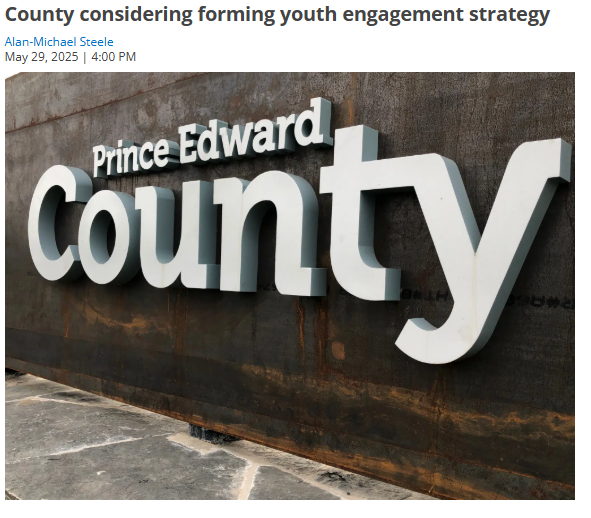 County considering forming youth engagement strategy
Alan-Michael Steele
May 29, 2025 | 4:00 PM
Prince Edward
County